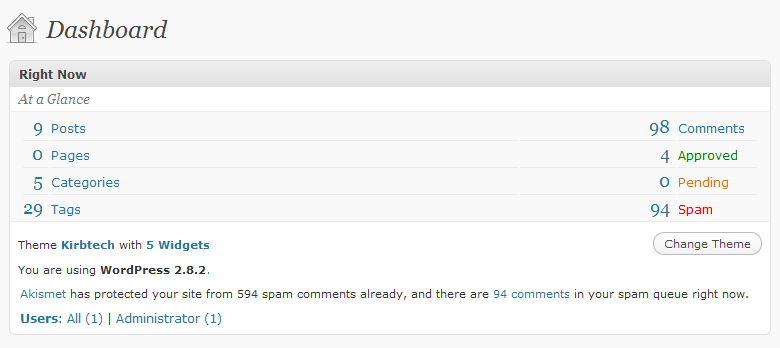 Dashboard
Right Now
At a Glance
9 Posts 98 Comments
0 Pages 4 Approved
5 Categories 0 Pending
29 Tags 94 Spam
Theme Kirbtech with 5 Widgets Change Theme
You are using WordPress 2.8.2.
Akismet has protected your site from 594 spam comments already, and there are 94 comments in your spam queue right now.
Users: All (1) | Administrator (1)